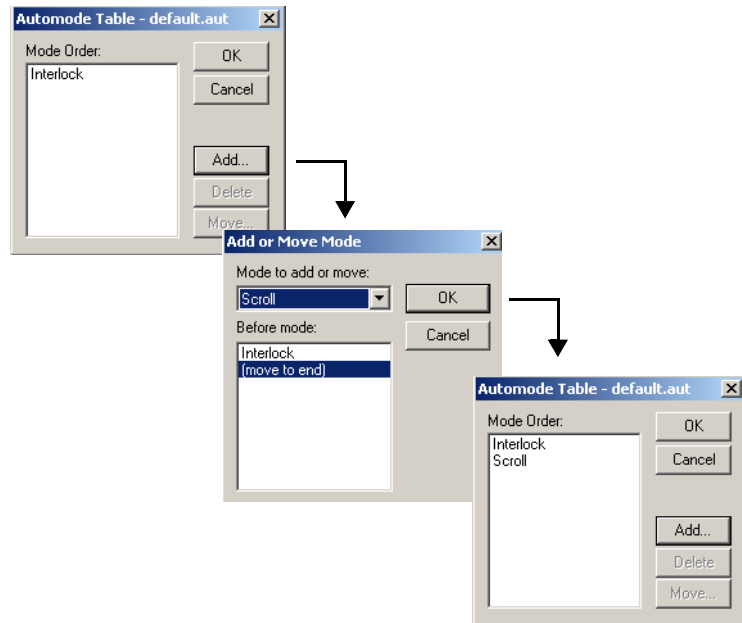 Automode Table - default.aut
Mode Order:
Interlock
OK
Cancel
Add...
Delete
Move...
Add or Move Mode
Mode to add or move:
Scroll
Before mode:
Interlock
(move to end)
OK
Cancel
Automode Table - default.aut
Mode Order:
Interlock
Scroll
OK
Cancel
Add...
Delete
Move...